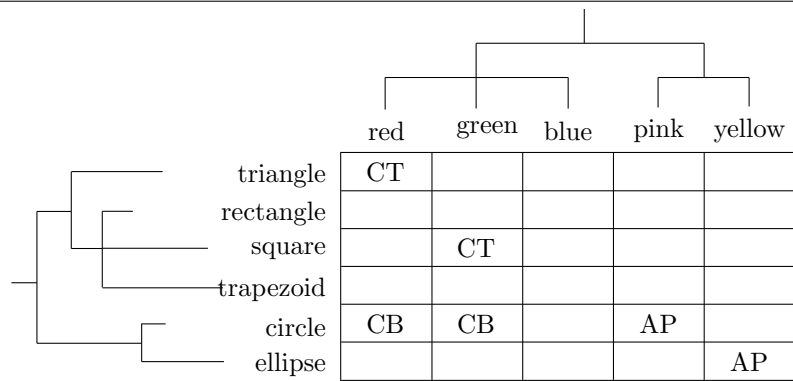 red green blue pink yellow
triangle CT
rectangle
square CT
trapezoid
circle CB CB AP
ellipse AP